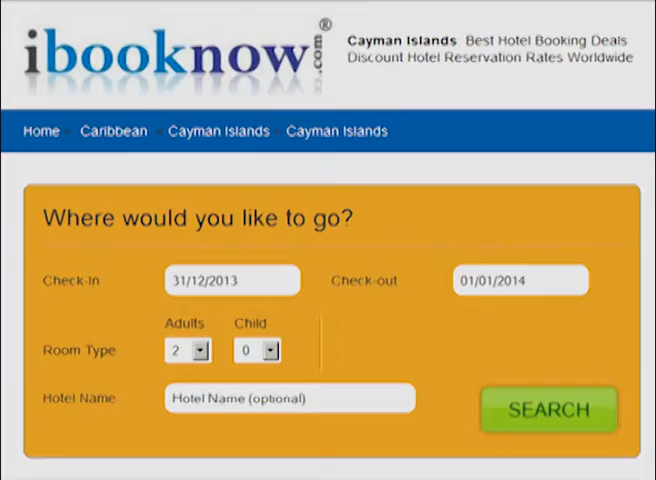 ibooknow.com®
Cayman Islands Best Hotel Booking Deals
Discount Hotel Reservation Rates Worldwide
Home Caribbean Cayman Islands Cayman Islands
Where would you like to go?
Check-In 31/12/2013 Check-out 01/01/2014
Adults Child
Room Type 2 0
Hotel Name Hotel Name (optional)
SEARCH